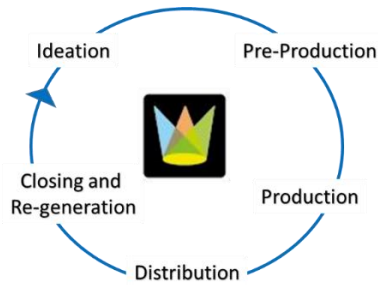 Ideation
Pre-Production
Production
Distribution
Closing and
Re-generation